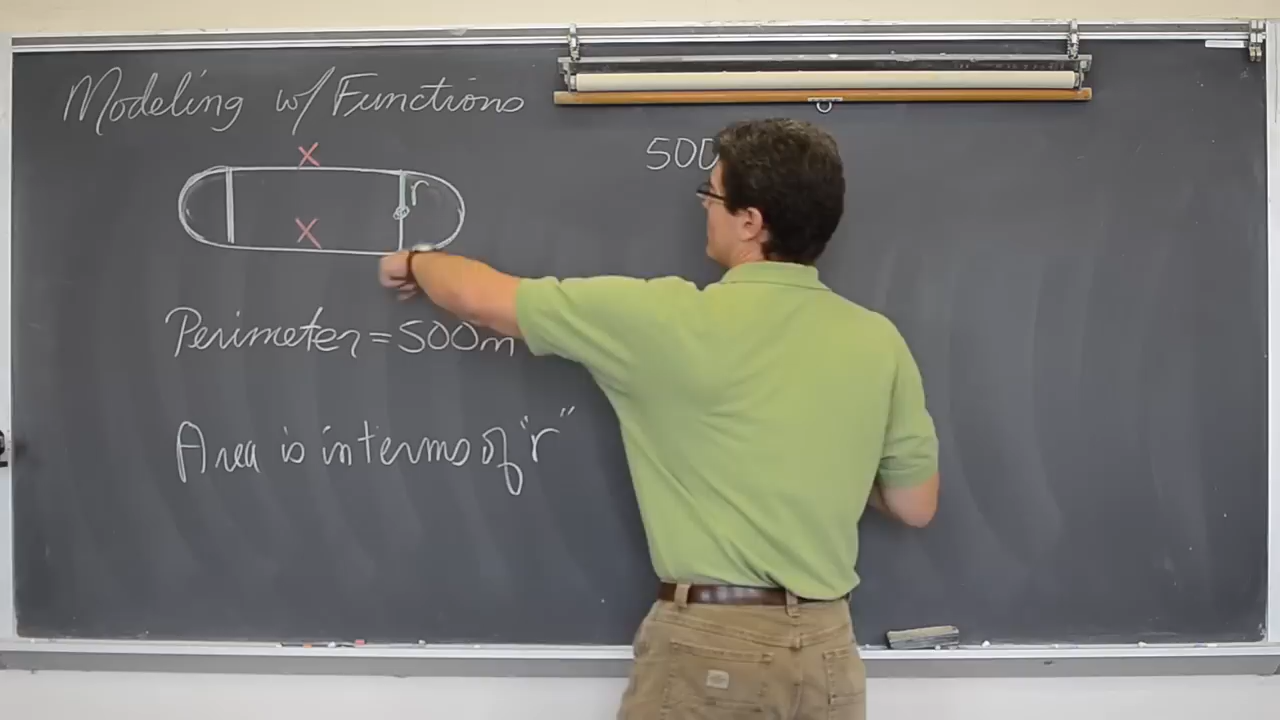 Modeling w/ Functions
x
r
x
500
Perimeter = 500m
Area is in terms of "r"